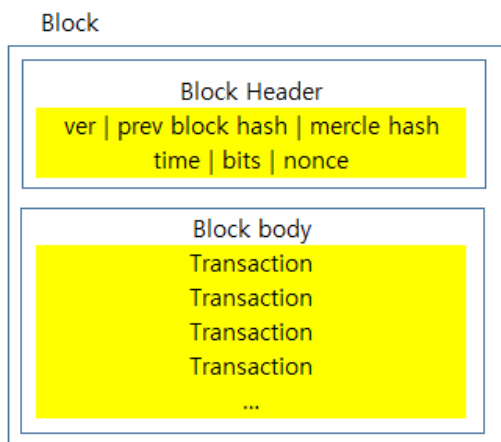 Block
Block Header
ver | prev block hash | mercle hash
time | bits | nonce
Block body
Transaction
Transaction
Transaction
Transaction
...